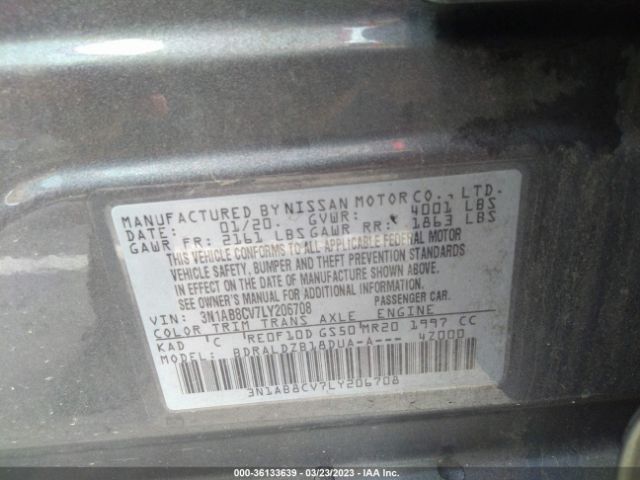 MANUFACTURED BY NISSAN MOTOR CO., LTD.
DATE: 01/20 GVWR: 4001 LBS
GAWR FR: 2161 LBS GAWR RR: 1863 LBS
THIS VEHICLE CONFORMS TO ALL APPLICABLE FEDERAL MOTOR
VEHICLE SAFETY, BUMPER AND THEFT PREVENTION STANDARDS
IN EFFECT ON THE DATE OF MANUFACTURE SHOWN ABOVE.
SEE OWNER'S MANUAL FOR ADDITIONAL INFORMATION.
VIN: 3N1AB8CV7LY206708 PASSENGER CAR.
COLOR TRIM TRANS AXLE ENGINE
KAD C RE0F10D GS50 MR20 1997 CC
MODEL: BDRALDZB18DUA-A--- 4Z000
3N1AB8CV7LY206708
000-36133639 - 03/23/2023 - IAA Inc.